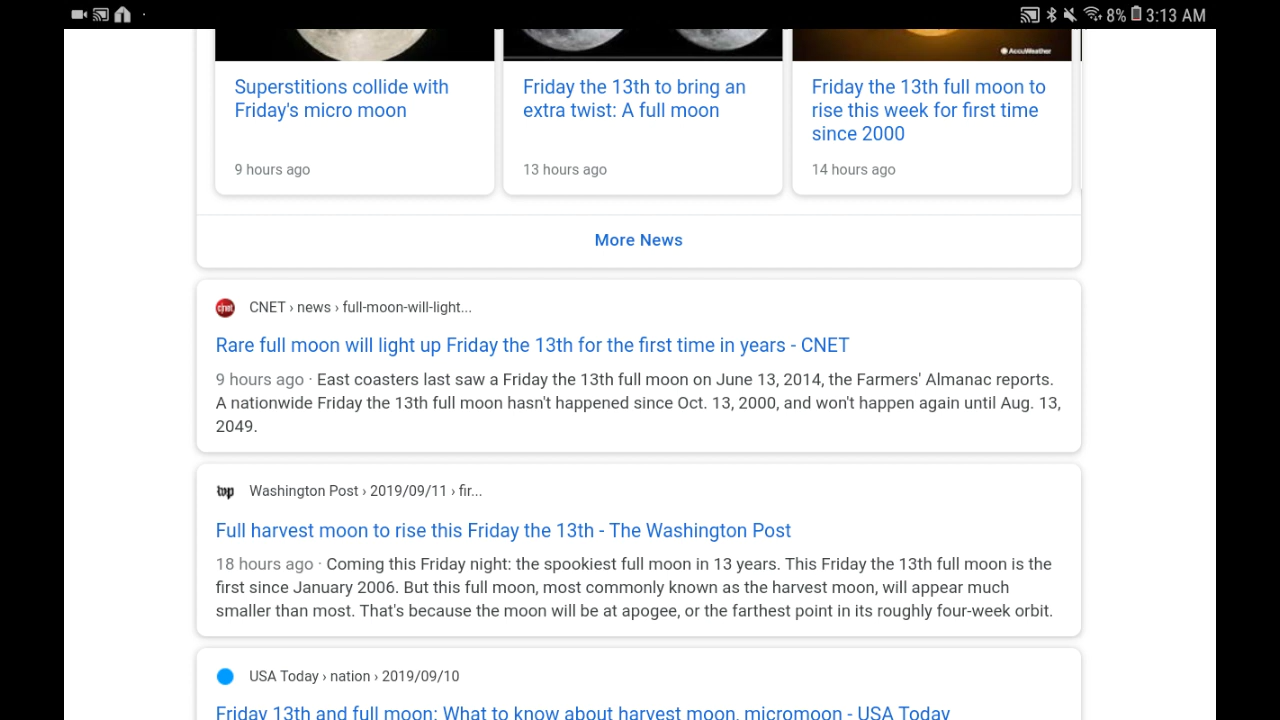 8% 3:13 AM
AccuWeather
Superstitions collide with
Friday's micro moon
9 hours ago
Friday the 13th to bring an
extra twist: A full moon
13 hours ago
Friday the 13th full moon to
rise this week for first time
since 2000
14 hours ago
More News
cnet
CNET › news › full-moon-will-light...
Rare full moon will light up Friday the 13th for the first time in years - CNET
9 hours ago · East coasters last saw a Friday the 13th full moon on June 13, 2014, the Farmers' Almanac reports.
A nationwide Friday the 13th full moon hasn't happened since Oct. 13, 2000, and won't happen again until Aug. 13,
2049.
wp
Washington Post › 2019/09/11 › fir...
Full harvest moon to rise this Friday the 13th - The Washington Post
18 hours ago · Coming this Friday night: the spookiest full moon in 13 years. This Friday the 13th full moon is the
first since January 2006. But this full moon, most commonly known as the harvest moon, will appear much
smaller than most. That's because the moon will be at apogee, or the farthest point in its roughly four-week orbit.
USA Today › nation › 2019/09/10
Friday 13th and full moon: What to know about harvest moon, micromoon - USA Today